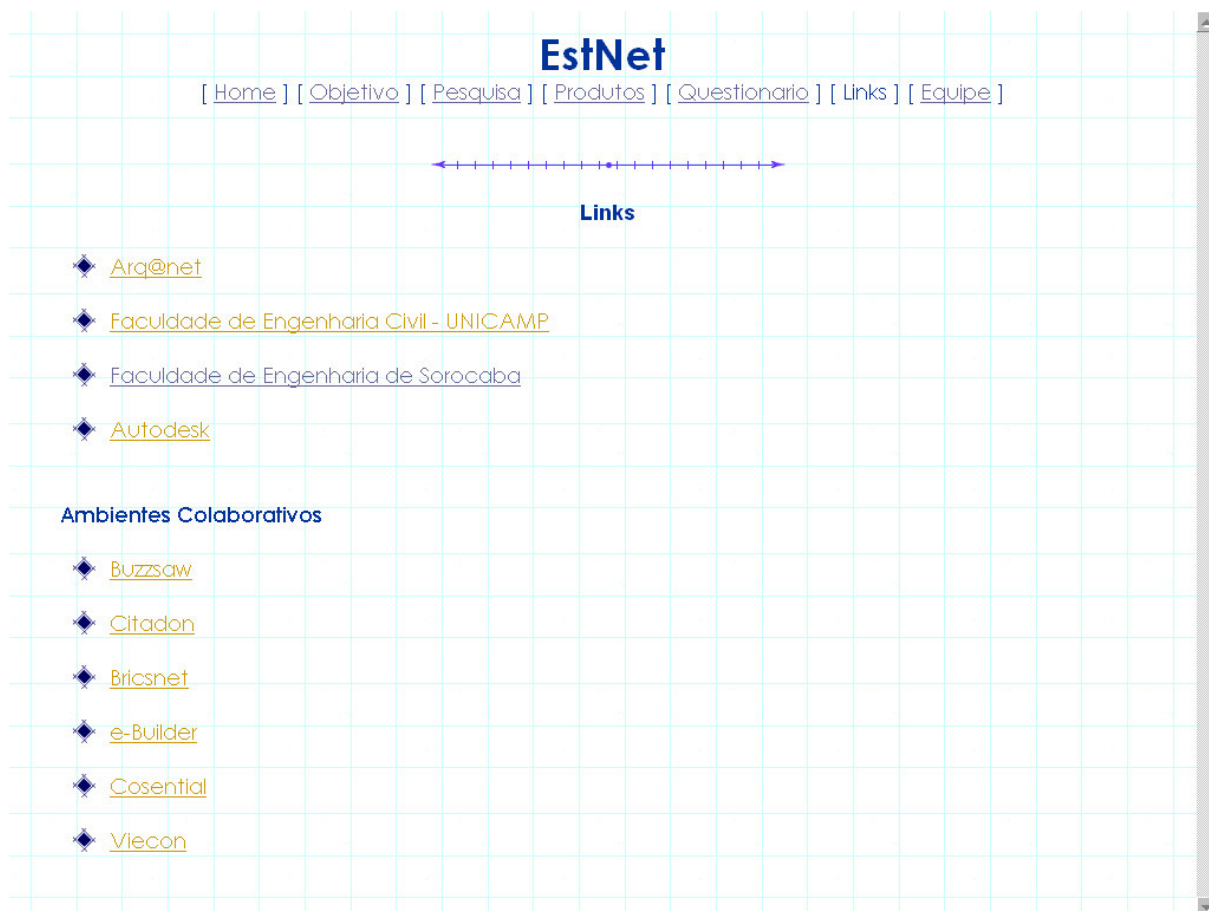 EstNet
[ Home ] [ Objetivo ] [ Pesquisa ] [ Produtos ] [ Questionario ] [ Links ] [ Equipe ]
Links
Arq@net
Faculdade de Engenharia Civil - UNICAMP
Faculdade de Engenharia de Sorocaba
Autodesk
Ambientes Colaborativos
Buzzsaw
Citadon
Bricsnet
e-Builder
Cosential
Viecon